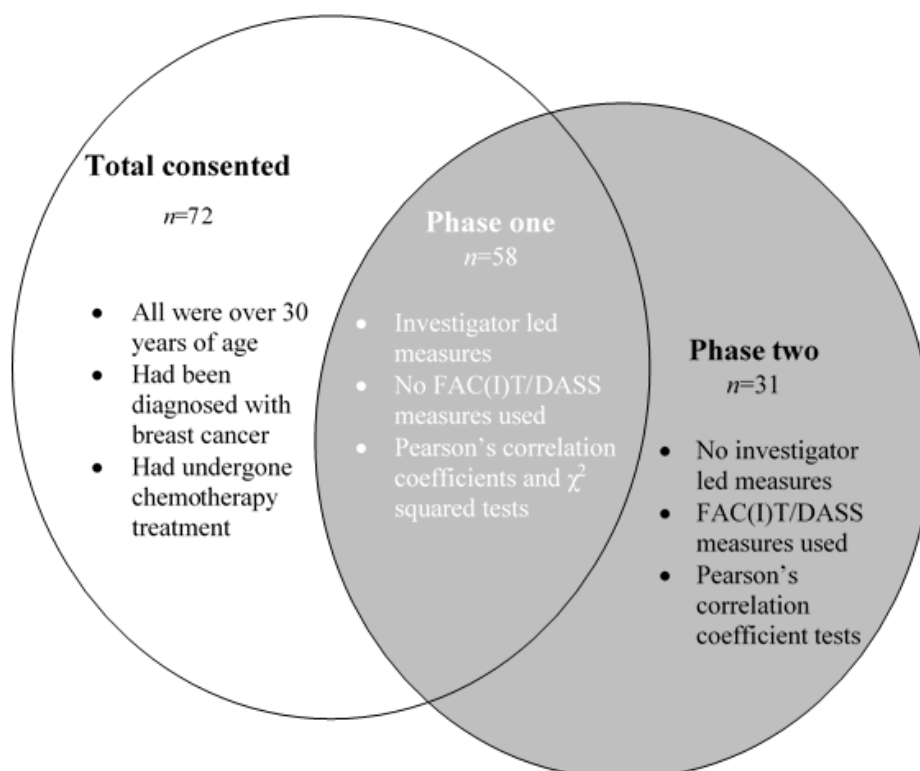 Total consented
n=72
• All were over 30
years of age
• Had been
diagnosed with
breast cancer
• Had undergone
chemotherapy
treatment
Phase one
n=58
• Investigator led
measures
• No FAC(I)T/DASS
measures used
• Pearson's correlation
coefficients and χ²
squared tests
Phase two
n=31
• No investigator
led measures
• FAC(I)T/DASS
measures used
• Pearson's
correlation
coefficient tests